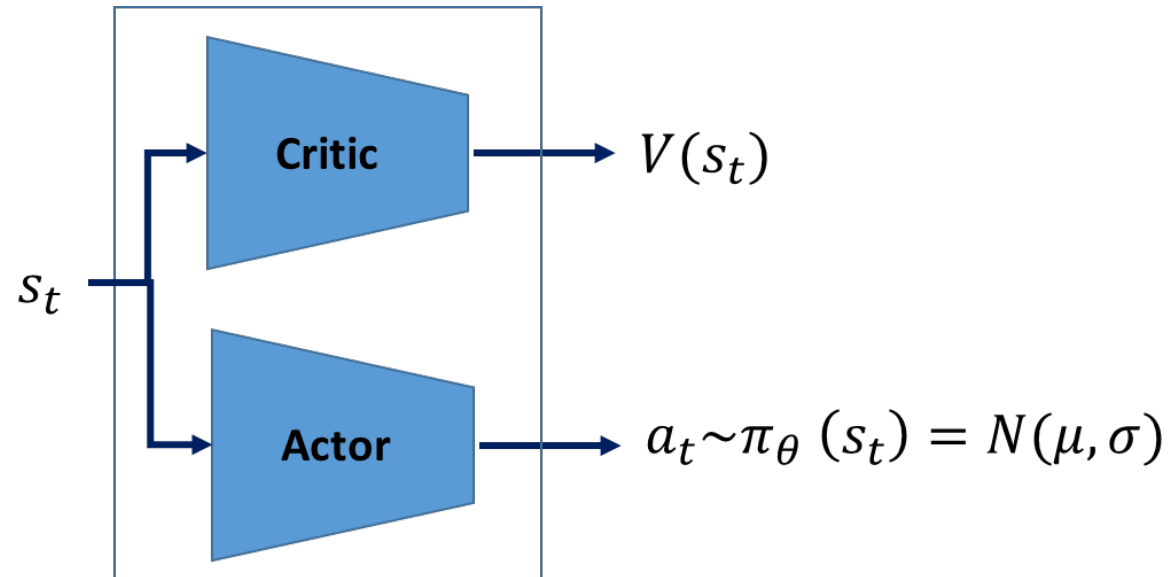 Critic
V(s_t)
s_t
Actor
a_t~π_θ (s_t) = N(μ, σ)